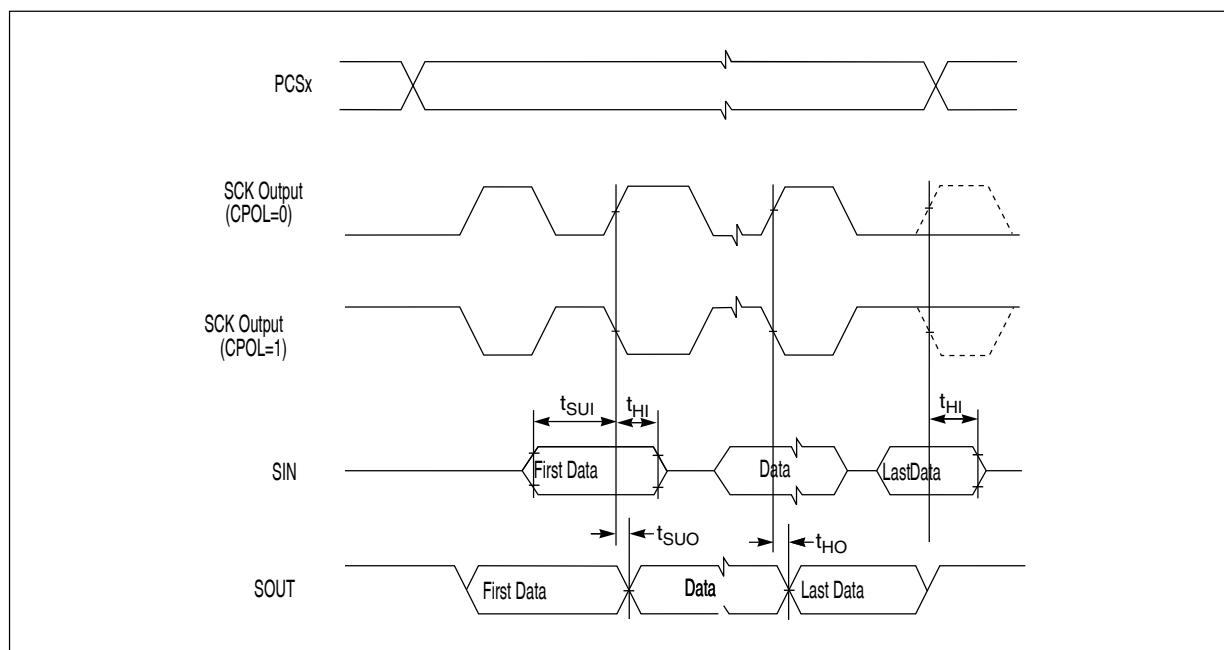 PCSx
SCK Output
(CPOL=0)
SCK Output
(CPOL=1)
tSUI
tHI
tHI
SIN
First Data
Data
LastData
tSUO
tHO
SOUT
First Data
Data
Last Data